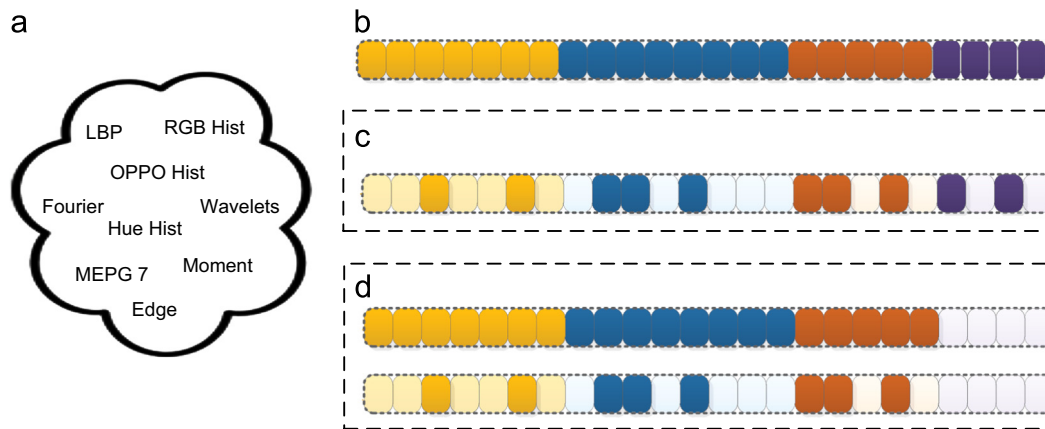 a
LBP
RGB Hist
OPPO Hist
Fourier
Wavelets
Hue Hist
MEPG 7
Moment
Edge
b
c
d